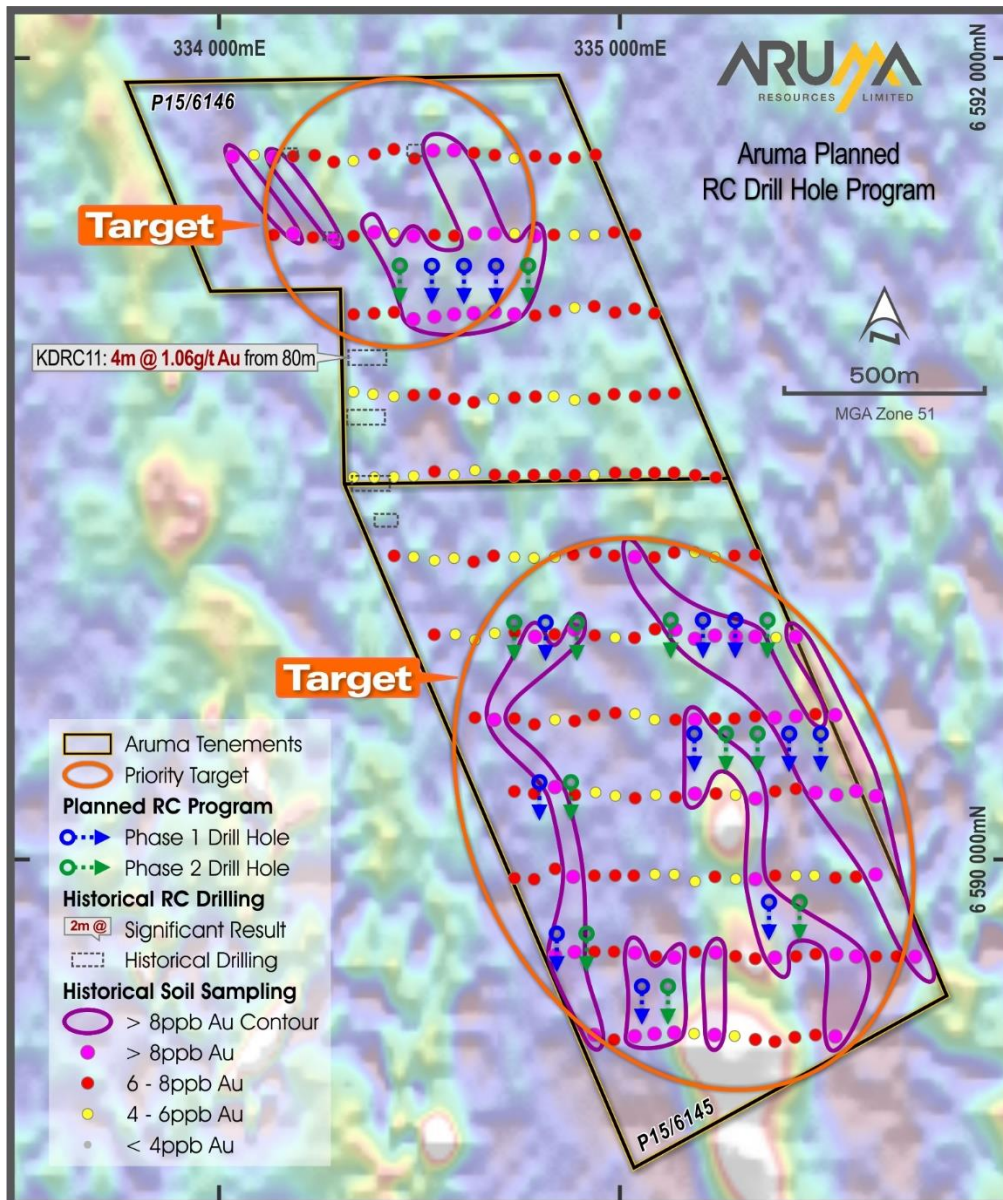 334 000mE
335 000mE
6 592 000mN
ARUMA
RESOURCES LIMITED
Aruma Planned
RC Drill Hole Program
P15/6146
Target
KDRC11: 4m @ 1.06g/t Au from 80m
N
500m
MGA Zone 51
Target
6 590 000mN
Aruma Tenements
Priority Target
Planned RC Program
Phase 1 Drill Hole
Phase 2 Drill Hole
Historical RC Drilling
2m @ Significant Result
Historical Drilling
Historical Soil Sampling
> 8ppb Au Contour
> 8ppb Au
6 - 8ppb Au
4 - 6ppb Au
< 4ppb Au
P15/6145